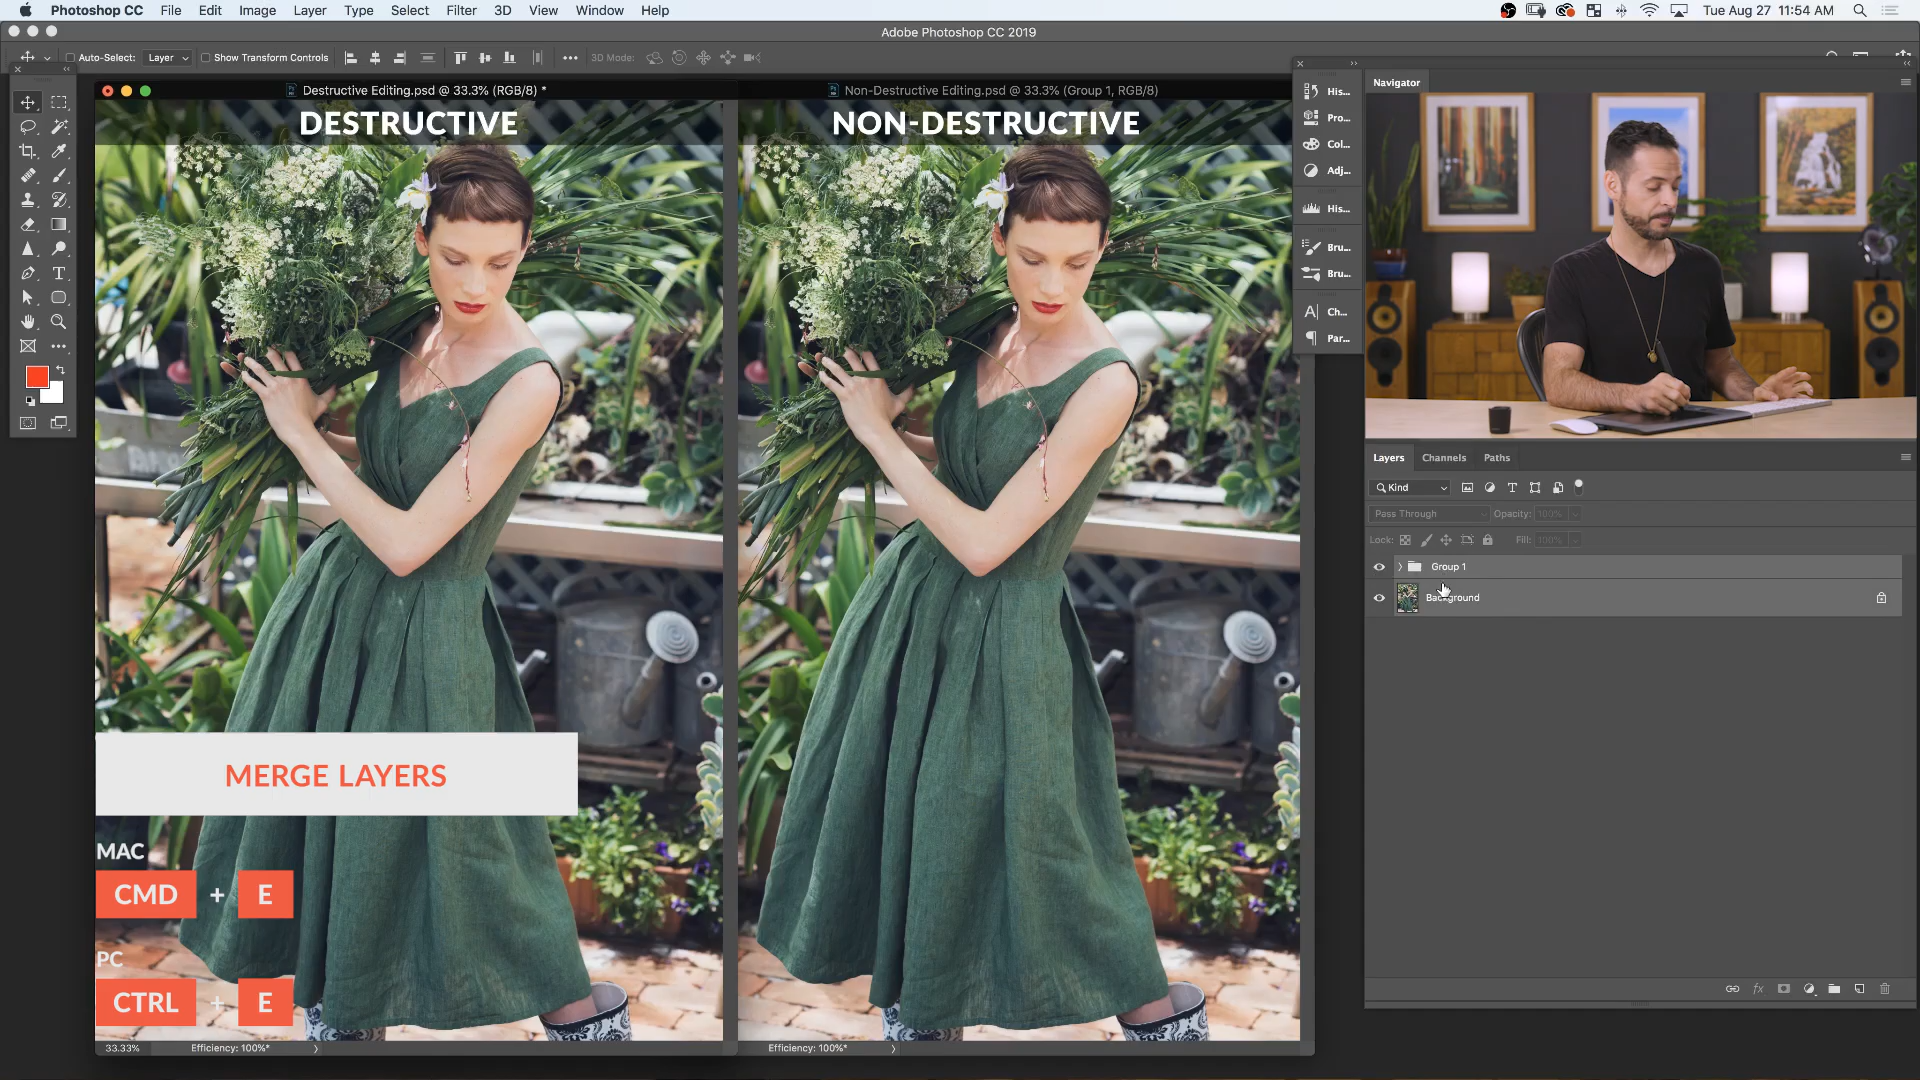 Photoshop CC File Edit Image Layer Type Select Filter 3D View Window Help Tue Aug 27 11:54 AM
Adobe Photoshop CC 2019
Auto-Select: Layer Show Transform Controls 3D Mode:
Destructive Editing.psd @ 33.3% (RGB/8) *
Non-Destructive Editing.psd @ 33.3% (Group 1, RGB/8)
DESTRUCTIVE
NON-DESTRUCTIVE
MERGE LAYERS
MAC
CMD + E
PC
CTRL + E
33.33% Efficiency: 100%*
Efficiency: 100%*
His...
Pro...
Col...
Adj...
His...
Bru...
Bru...
Ch...
Par...
Navigator
Layers Channels Paths
Kind
Pass Through Opacity: 100%
Lock: Fill: 100%
Group 1
Background